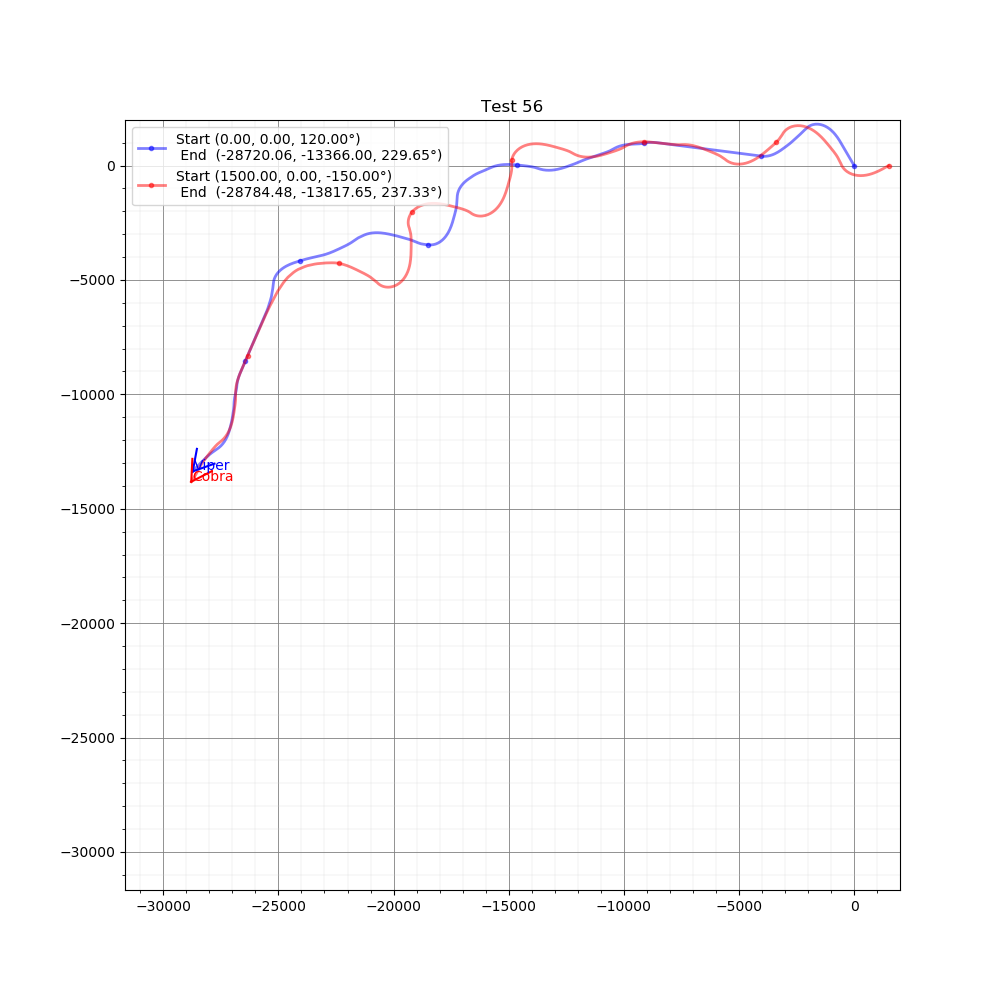 Test 56
Start (0.00, 0.00, 120.00°)
End (-28720.06, -13366.00, 229.65°)
Start (1500.00, 0.00, -150.00°)
End (-28784.48, -13817.65, 237.33°)
0
−5000
−10000
−15000
−20000
−25000
−30000
Viper
Cobra
−30000 −25000 −20000 −15000 −10000 −5000 0